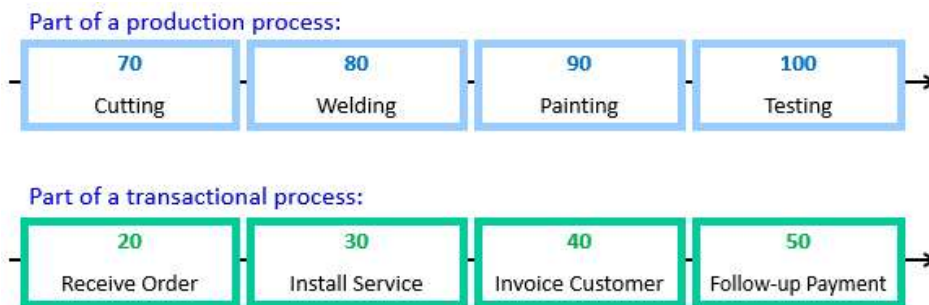 Part of a production process:
70 80 90 100
Cutting Welding Painting Testing
Part of a transactional process:
20 30 40 50
Receive Order Install Service Invoice Customer Follow-up Payment